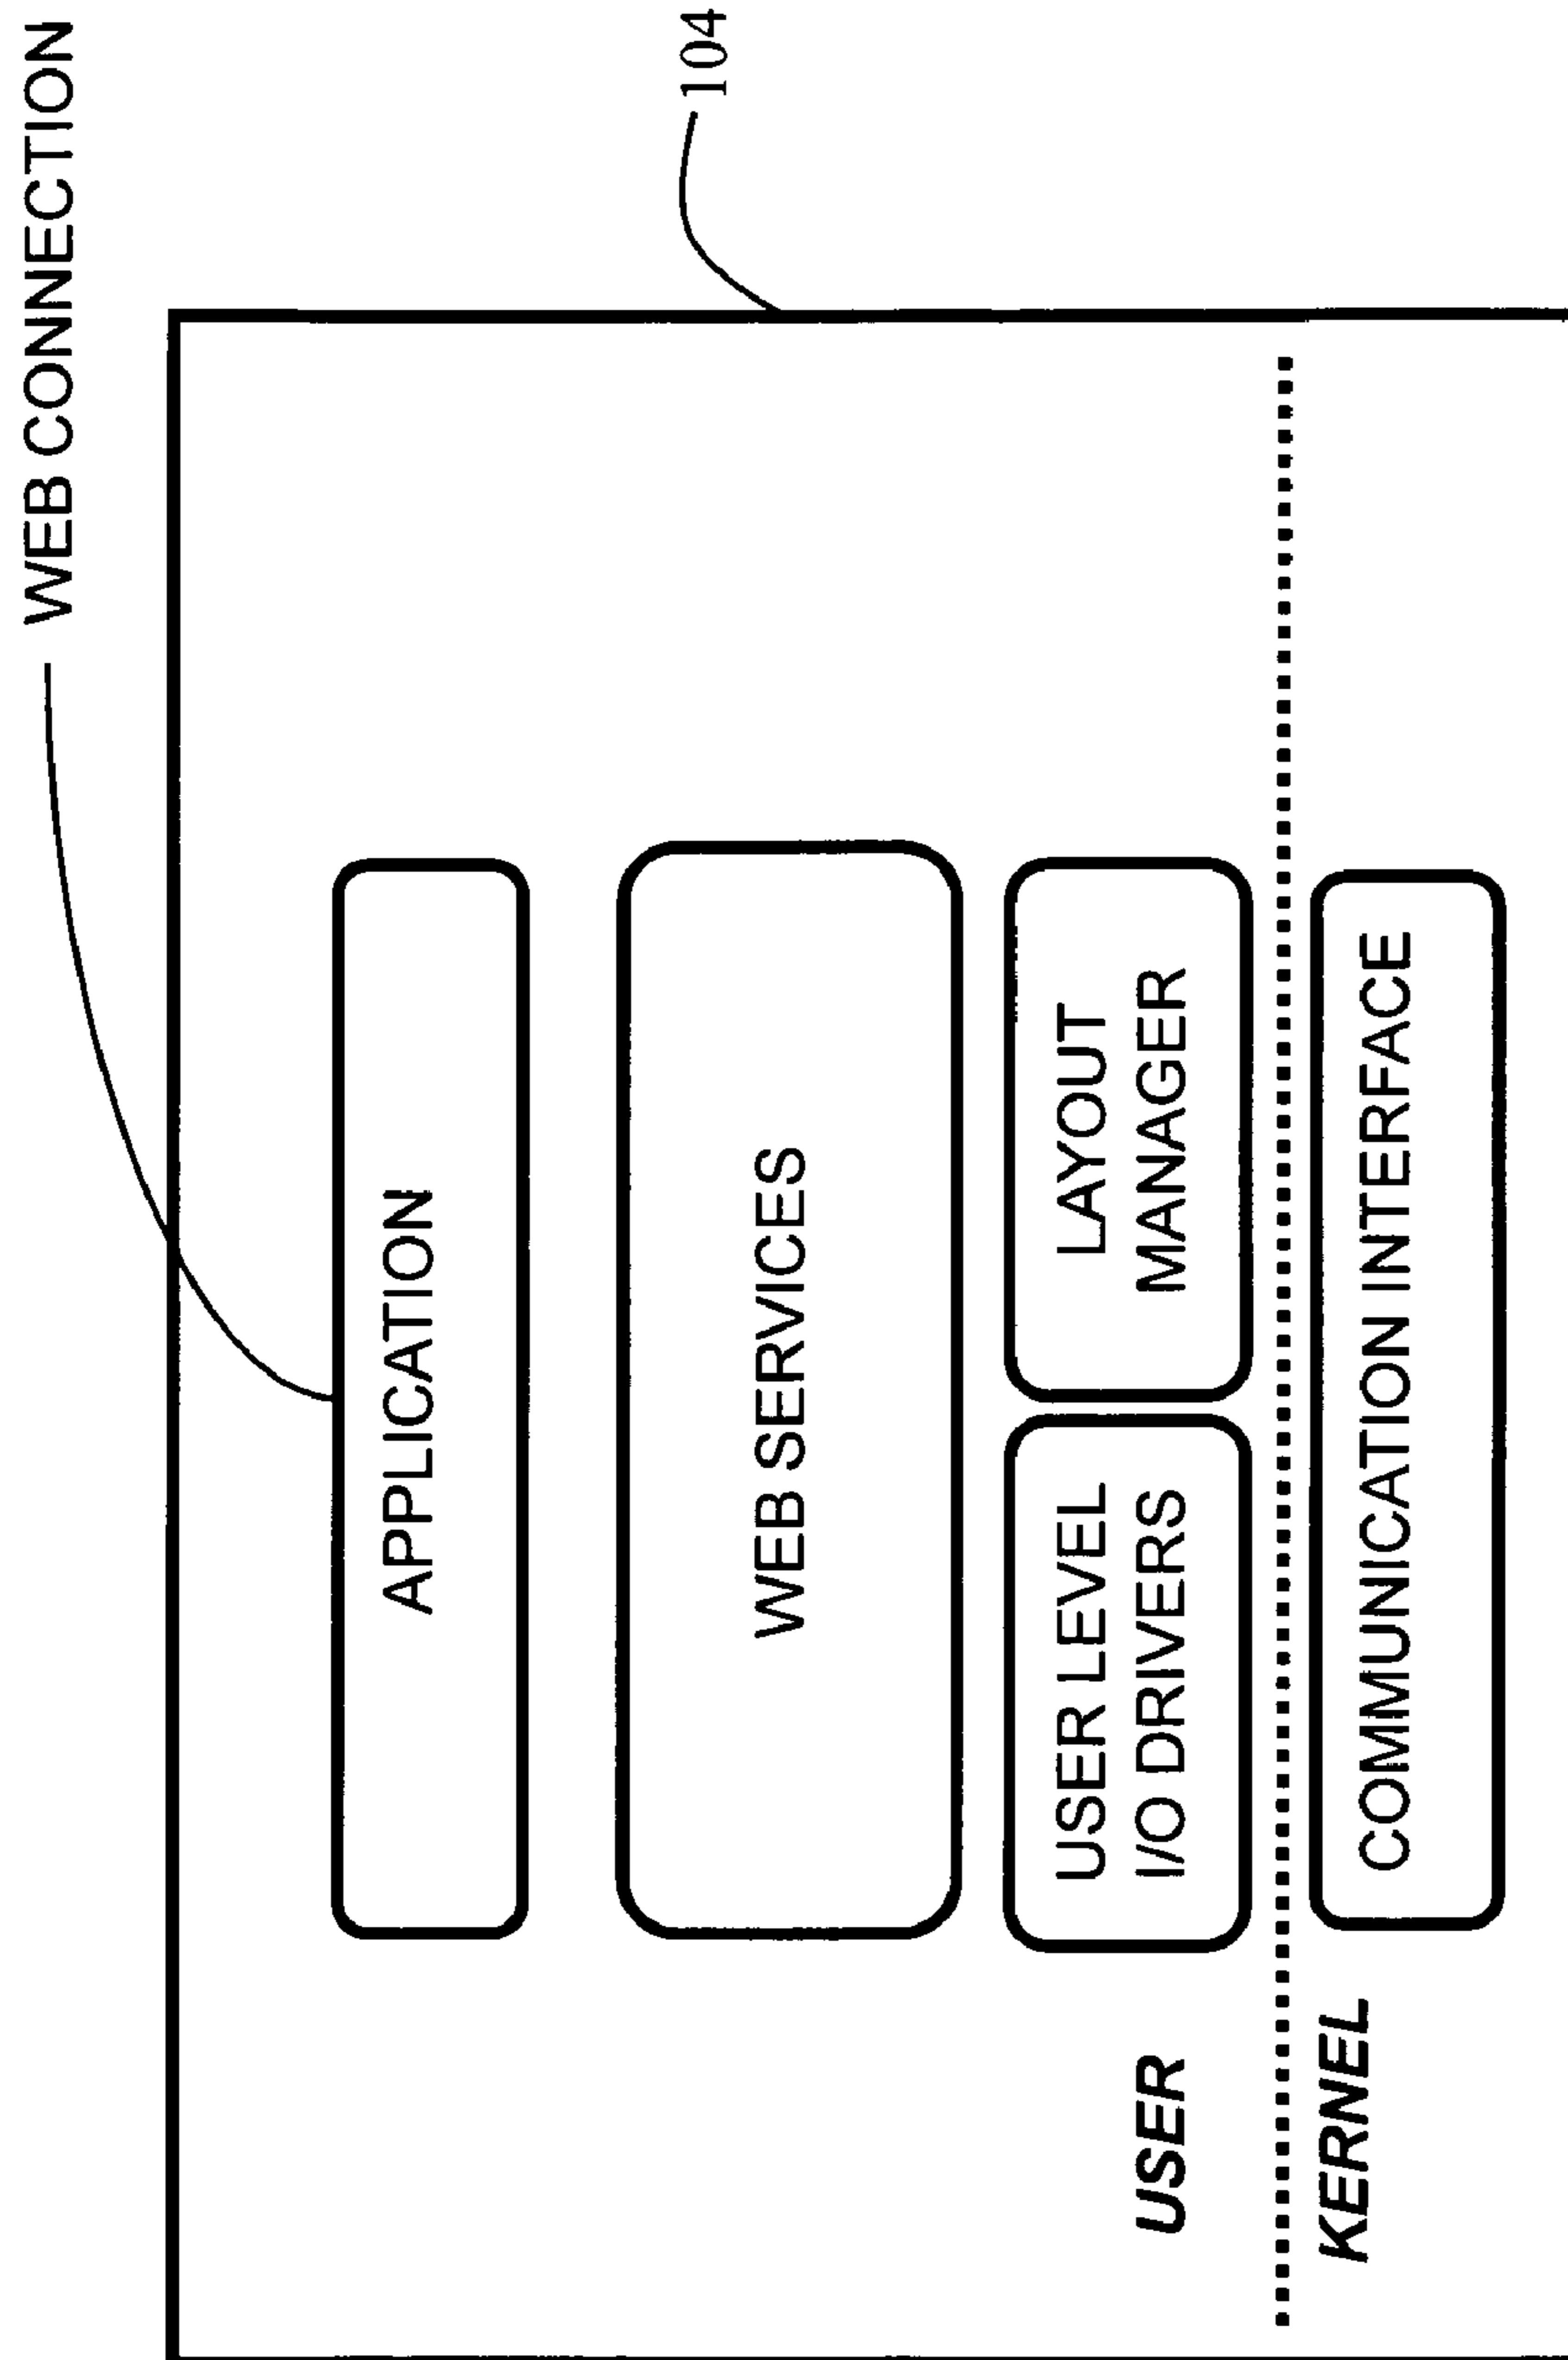 WEB CONNECTION
104
APPLICATION
WEB SERVICES
USER LEVEL
I/O DRIVERS
LAYOUT
MANAGER
USER
KERNEL
COMMUNICATION INTERFACE